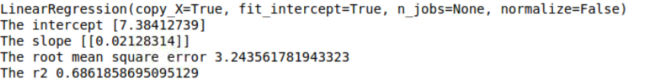 LinearRegression(copy_X=True, fit_intercept=True, n_jobs=None, normalize=False)
The intercept [7.38412739]
The slope [[0.02128314]]
The root mean square error 3.243561781943323
The r2 0.6861858695095129